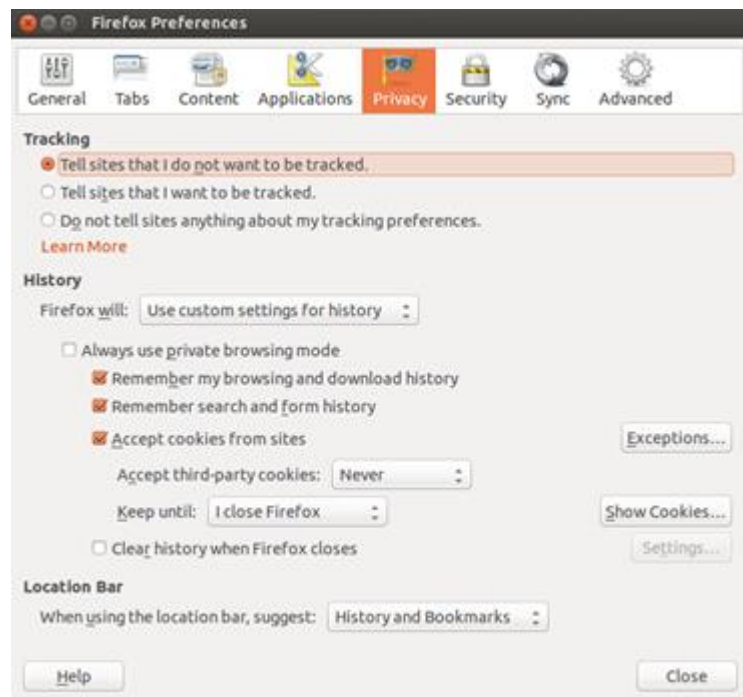 Firefox Preferences
General Tabs Content Applications Privacy Security Sync Advanced
Tracking
Tell sites that I do not want to be tracked.
Tell sites that I want to be tracked.
Do not tell sites anything about my tracking preferences.
Learn More
History
Firefox will: Use custom settings for history
Always use private browsing mode
Remember my browsing and download history
Remember search and form history
Accept cookies from sites Exceptions...
Accept third-party cookies: Never
Keep until: I close Firefox Show Cookies...
Clear history when Firefox closes Settings...
Location Bar
When using the location bar, suggest: History and Bookmarks
Help Close